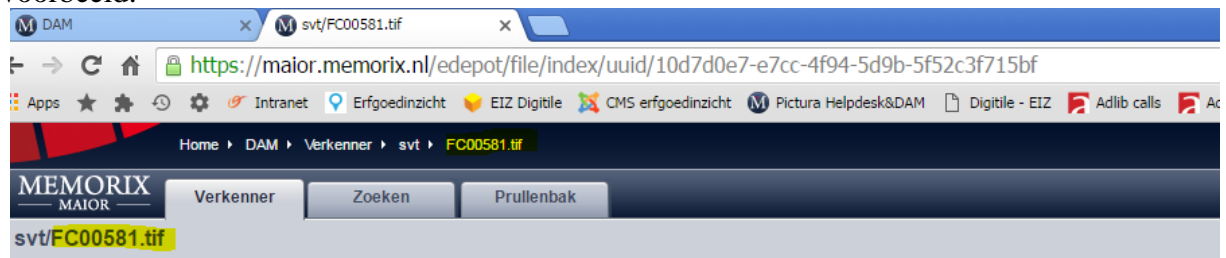 DAM svt/FC00581.tif
https://maior.memorix.nl/edepot/file/index/uuid/10d7d0e7-e7cc-4f94-5d9b-5f52c3f715bf
Apps Intranet Erfgoedinzicht EIZ Digitile CMS erfgoedinzicht Pictura Helpdesk&DAM Digitile - EIZ Adlib calls
Home DAM Verkenner svt FC00581.tif
MEMORIX
MAIOR
Verkenner Zoeken Prullenbak
svt/FC00581.tif